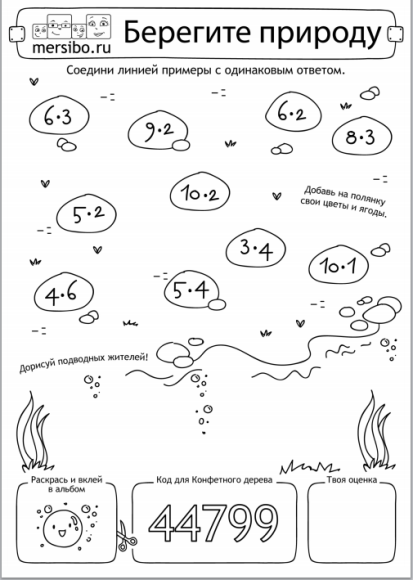 mersibo.ru
Берегите природу
Соедини линией примеры с одинаковым ответом.
6·3
9·2
6·2
8·3
10·2
Добавь на полянку
свои цветы и ягоды.
5·2
3·4
10·1
4·6
5·4
Дорисуй подводных жителей!
Раскрась и вклей
в альбом
Код для Конфетного дерева
44799
Твоя оценка